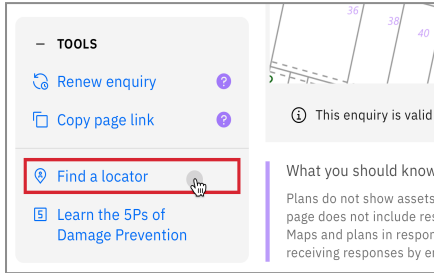 36
38
40
— TOOLS
Renew enquiry ?
Copy page link ?
This enquiry is valid
Find a locator
5 Learn the 5Ps of
Damage Prevention
What you should know
Plans do not show assets
page does not include res
Maps and plans in respon
receiving responses by e